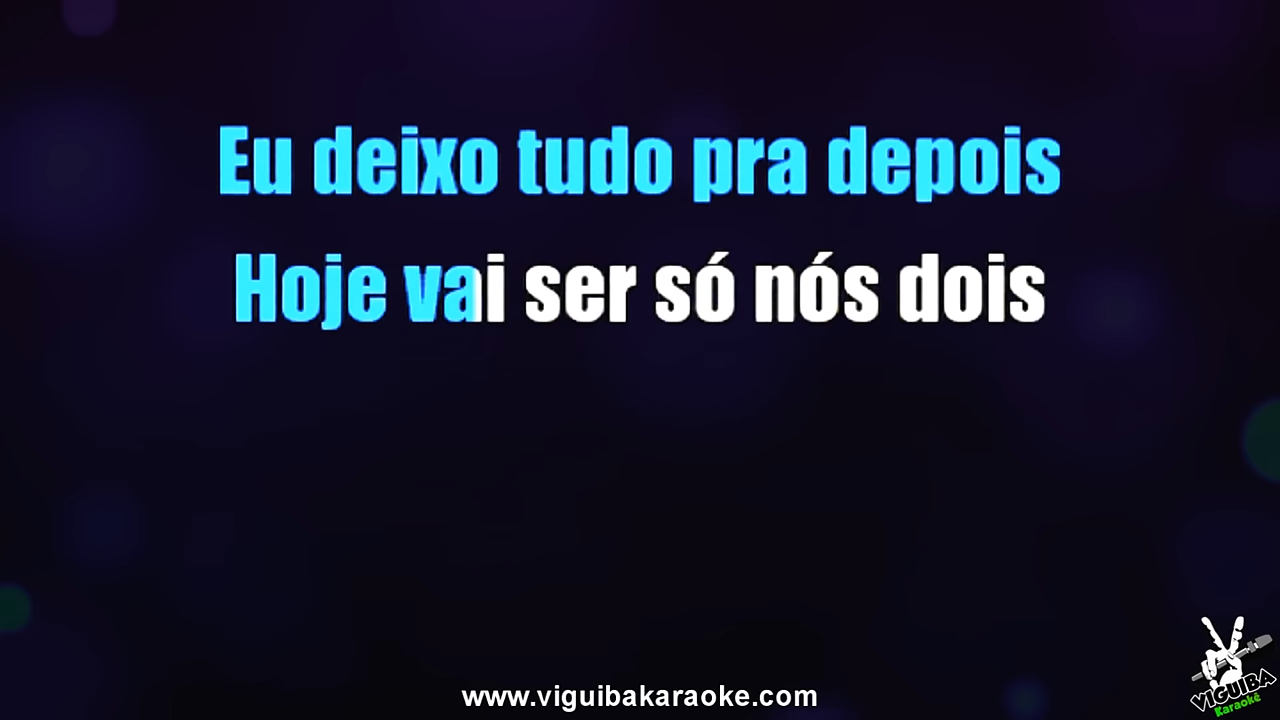 Eu deixo tudo pra depois
Hoje vai ser só nós dois
VIGUIBA
Karaokê
www.viguibakaraoke.com